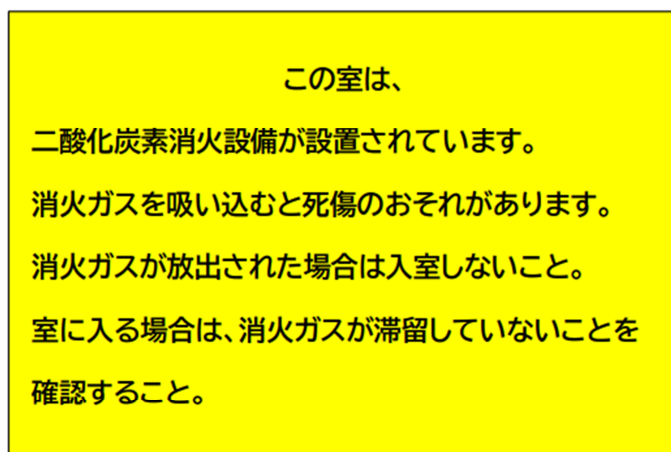 この室は、
二酸化炭素消火設備が設置されています。
消火ガスを吸い込むと死傷のおそれがあります。
消火ガスが放出された場合は入室しないこと。
室に入る場合は、消火ガスが滞留していないことを
確認すること。